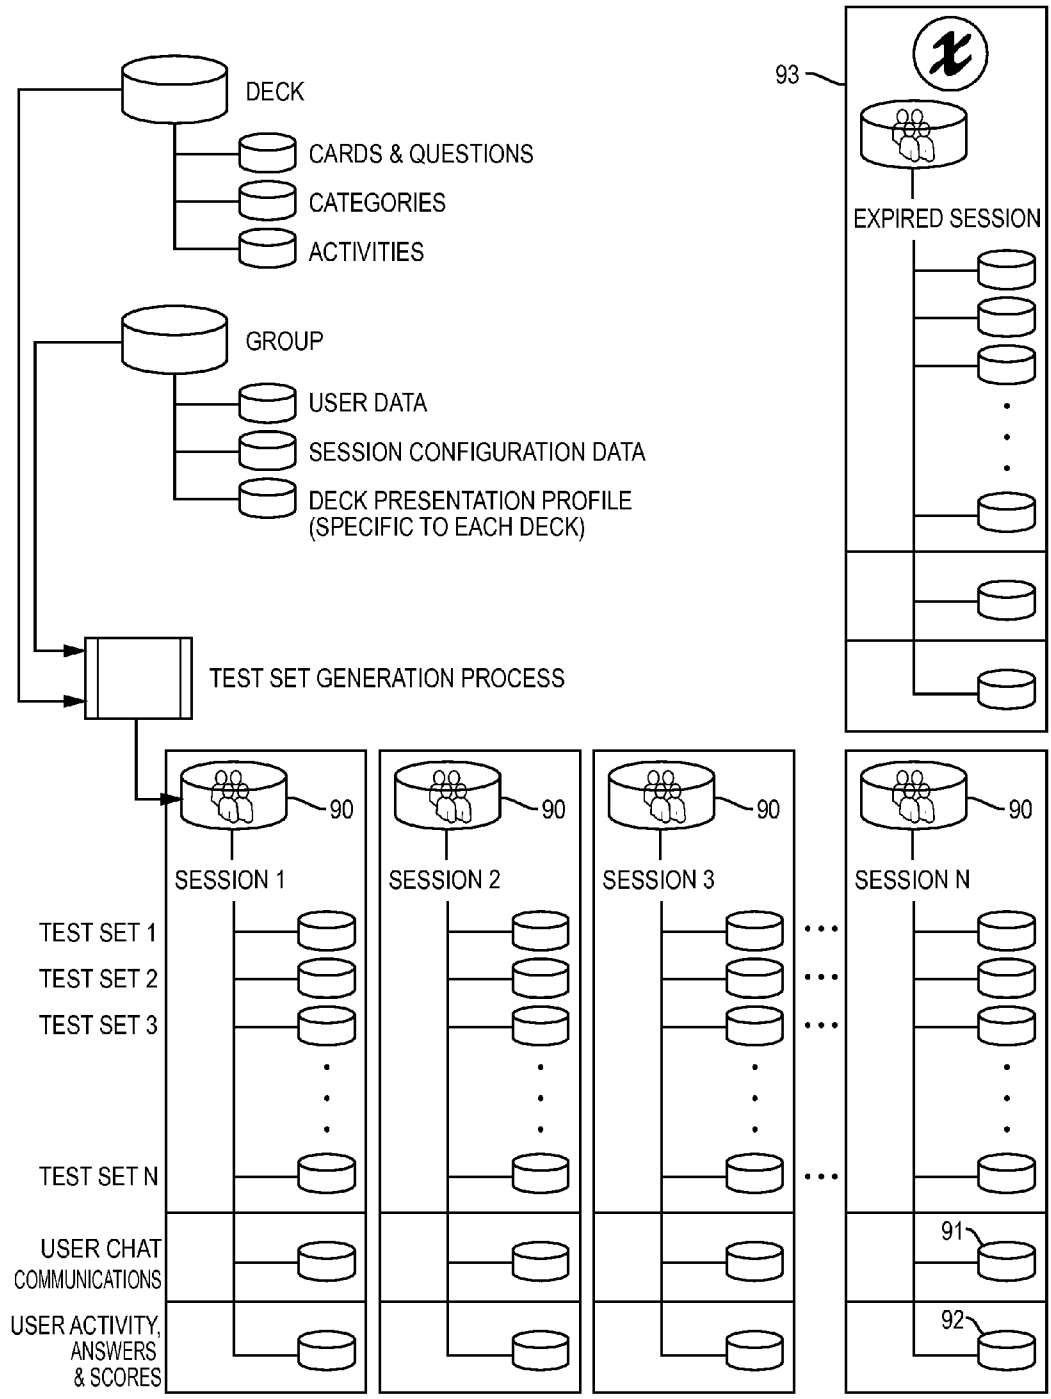 DECK
CARDS & QUESTIONS
CATEGORIES
ACTIVITIES
GROUP
USER DATA
SESSION CONFIGURATION DATA
DECK PRESENTATION PROFILE
(SPECIFIC TO EACH DECK)
TEST SET GENERATION PROCESS
93
x
EXPIRED SESSION
90
90
90
90
SESSION 1
SESSION 2
SESSION 3
SESSION N
TEST SET 1
TEST SET 2
TEST SET 3
TEST SET N
USER CHAT
COMMUNICATIONS
91
USER ACTIVITY,
ANSWERS
& SCORES
92